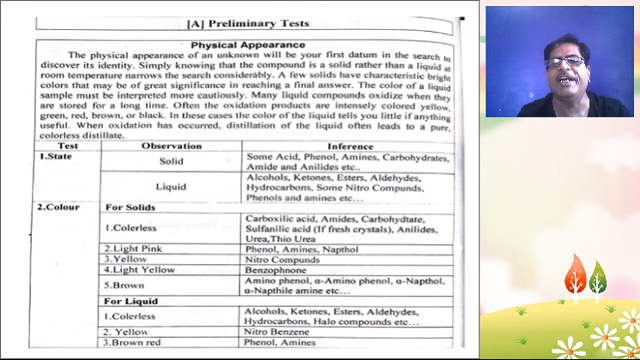 [A] Preliminary Tests
Physical Appearance
The physical appearance of an unknown will be your first datum in the search to
discover its identity. Simply knowing that the compound is a solid rather than a liquid at
room temperature narrows the search considerably. A few solids have characteristic bright
colors that may be of great significance in reaching a final answer. The color of a liquid
sample must be interpreted more cautiously. Many liquid compounds oxidize when they
are stored for a long time. Often the oxidation products are intensely colored yellow,
green, red, brown, or black. In these cases the color of the liquid tells you little if anything
useful. When oxidation has occurred, distillation of the liquid often leads to a pure,
colorless distillate.
Test Observation Inference
1.State Solid Some Acid, Phenol, Amines, Carbohydrates,
Amide and Anilides etc..
Liquid Alcohols, Ketones, Esters, Aldehydes,
Hydrocarbons, Some Nitro Compunds,
Phenols and amines etc...
2.Colour For Solids
1.Colerless Carboxilic acid, Amides, Carbohydtate,
Sulfanilic acid (If fresh crystals), Anilides,
Urea,Thio Urea
2.Light Pink Phenol, Amines, Napthol
3.Yellow Nitro Compunds
4.Light Yellow Benzophnone
5.Brown Amino phenol, α-Amino phenol, α-Napthol,
α-Napthile amine etc...
For Liquid
1.Colerless Alcohols, Ketones, Esters, Aldehydes,
Hydrocarbons, Halo compounds etc...
2. Yellow Nitro Benzene
3.Brown red Phenol, Amines